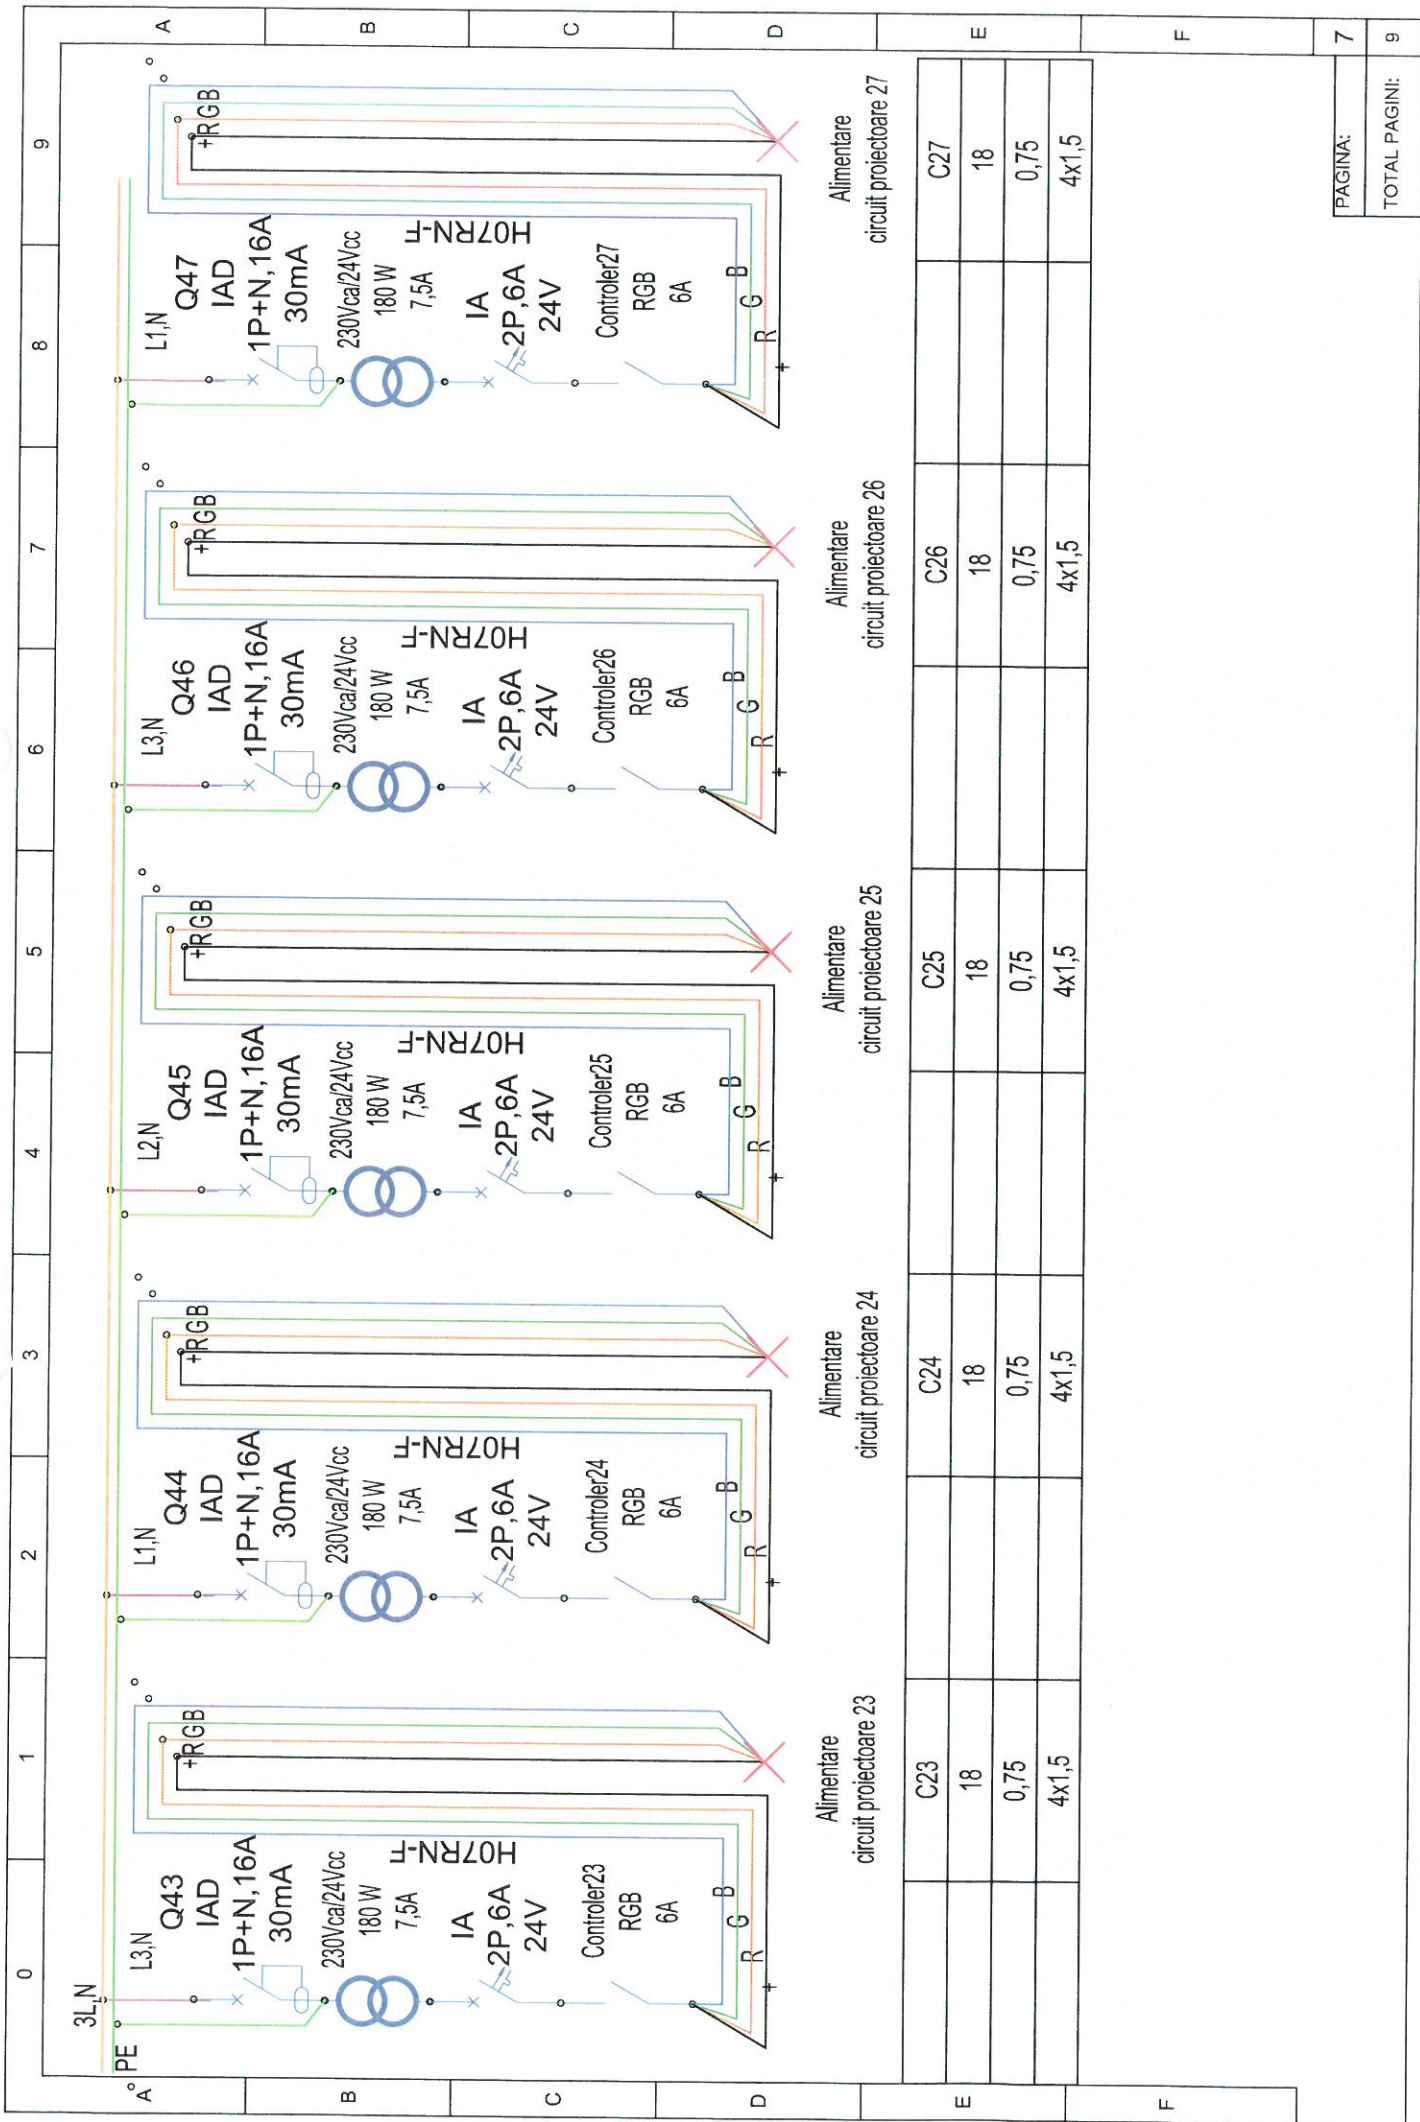 0 1 2 3 4 5 6 7 8 9
A
B
C
D
E
F
A
B
C
D
E
F
3L,N
PE
L3,N
Q43
IAD
1P+N,16A
30mA
230Vca/24Vcc
180 W
7,5A
IA
2P,6A
24V
Controler23
RGB
6A
R G B
+
+RGB
H07RN-F
Alimentare
circuit proiectoare 23
L1,N
Q44
IAD
1P+N,16A
30mA
230Vca/24Vcc
180 W
7,5A
IA
2P,6A
24V
Controler24
RGB
6A
R G B
+
+RGB
H07RN-F
Alimentare
circuit proiectoare 24
L2,N
Q45
IAD
1P+N,16A
30mA
230Vca/24Vcc
180 W
7,5A
IA
2P,6A
24V
Controler25
RGB
6A
R G B
+
+RGB
H07RN-F
Alimentare
circuit proiectoare 25
L3,N
Q46
IAD
1P+N,16A
30mA
230Vca/24Vcc
180 W
7,5A
IA
2P,6A
24V
Controler26
RGB
6A
R G B
+
+RGB
H07RN-F
Alimentare
circuit proiectoare 26
L1,N
Q47
IAD
1P+N,16A
30mA
230Vca/24Vcc
180 W
7,5A
IA
2P,6A
24V
Controler27
RGB
6A
R G B
+
+RGB
H07RN-F
Alimentare
circuit proiectoare 27
C23 C24 C25 C26 C27
18 18 18 18 18
0,75 0,75 0,75 0,75 0,75
4x1,5 4x1,5 4x1,5 4x1,5 4x1,5
PAGINA: 7
TOTAL PAGINI: 9